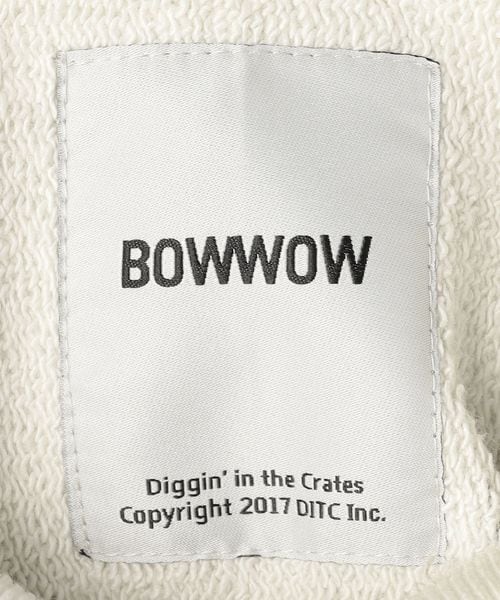 BOWWOW
Diggin' in the Crates
Copyright 2017 DITC Inc.